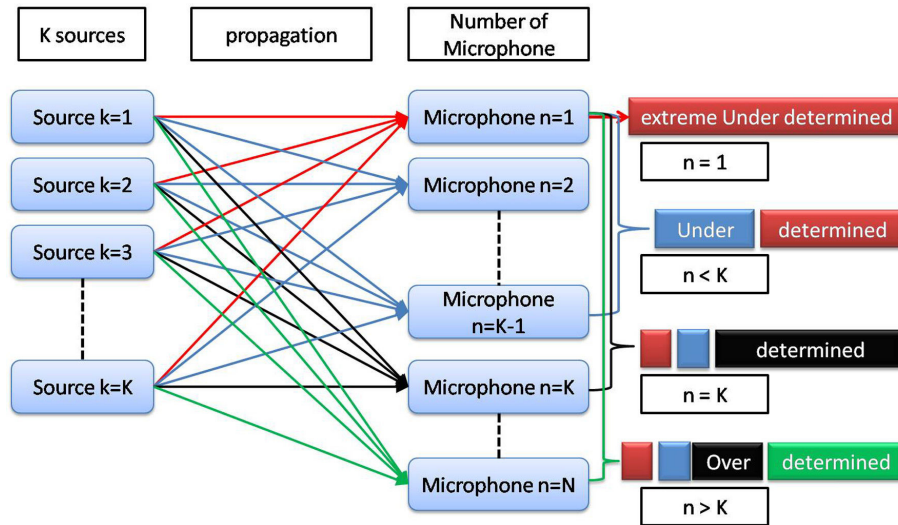 K sources
propagation
Number of
Microphone
Source k=1
Source k=2
Source k=3
Source k=K
Microphone n=1
Microphone n=2
Microphone
n=K-1
Microphone n=K
Microphone n=N
extreme Under determined
n = 1
Under determined
n < K
determined
n = K
Over determined
n > K